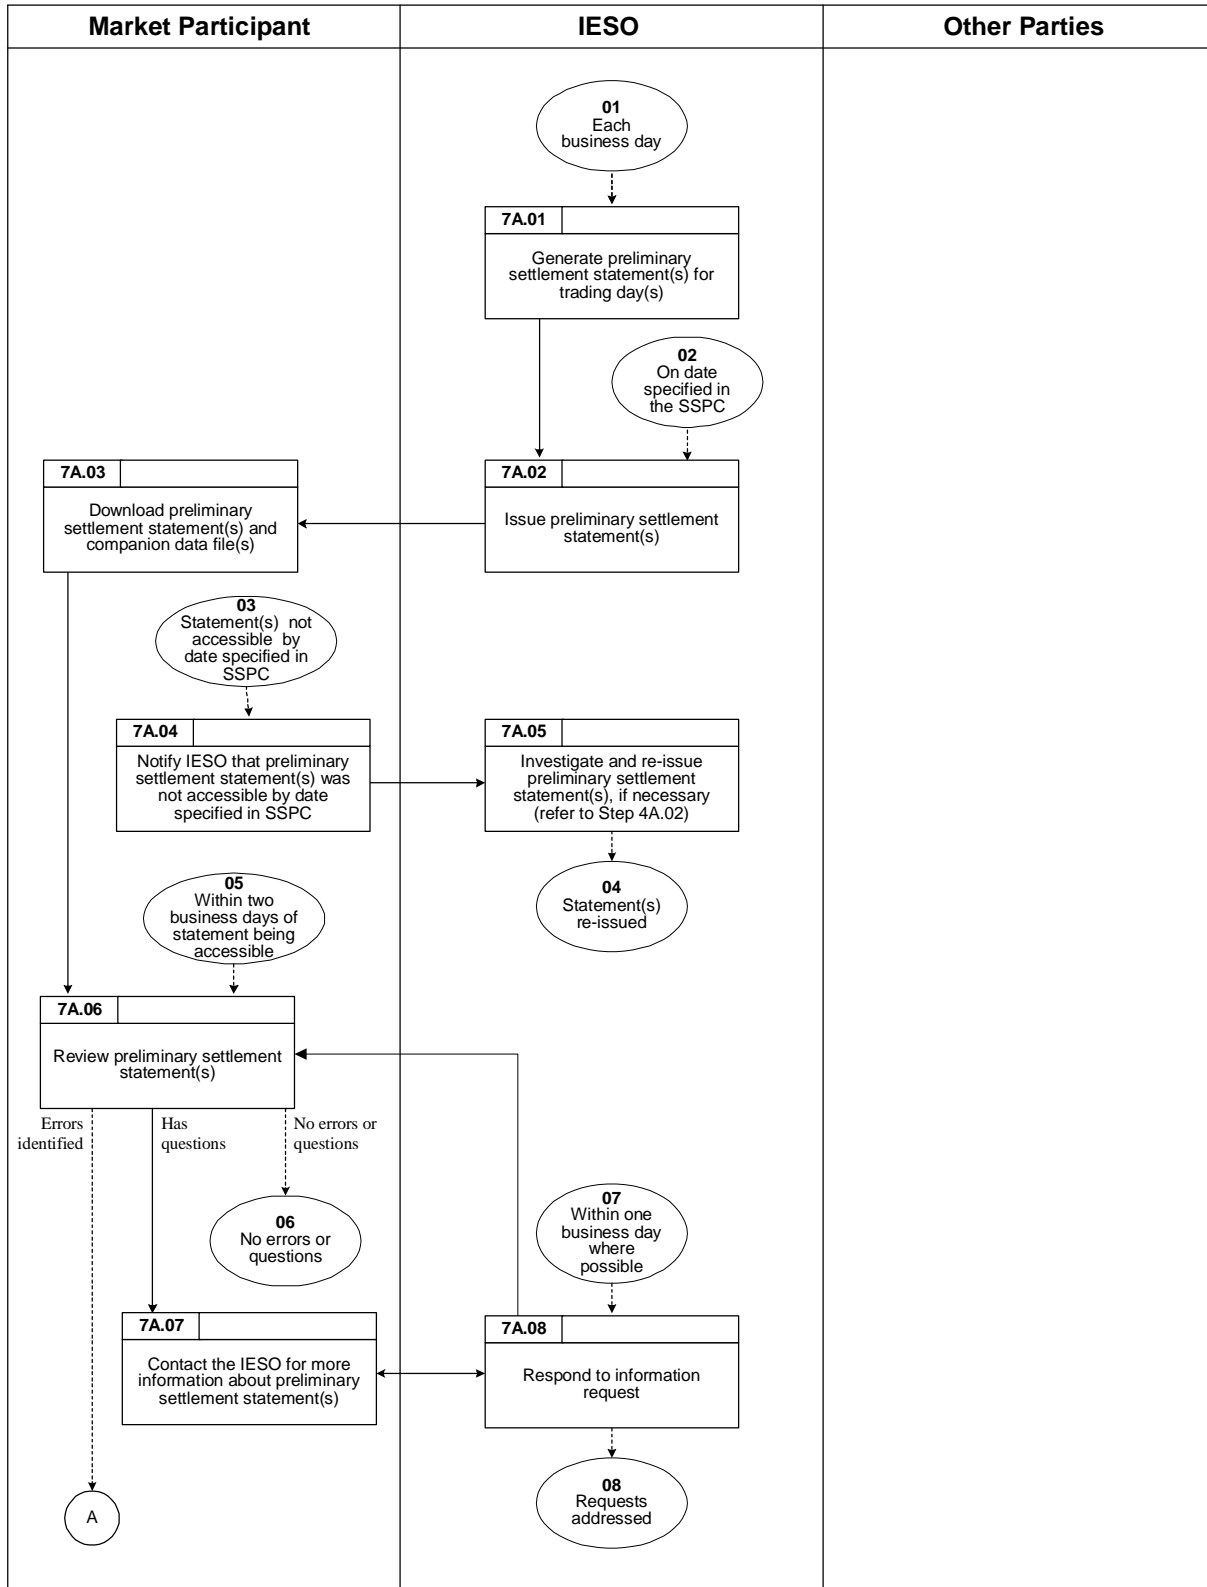 Market Participant
IESO
Other Parties
01
Each
business day
7A.01
Generate preliminary
settlement statement(s) for
trading day(s)
02
On date
specified in
the SSPC
7A.03
Download preliminary
settlement statement(s) and
companion data file(s)
7A.02
Issue preliminary settlement
statement(s)
03
Statement(s) not
accessible by
date specified in
SSPC
7A.04
Notify IESO that preliminary
settlement statement(s) was
not accessible by date
specified in SSPC
7A.05
Investigate and re-issue
preliminary settlement
statement(s), if necessary
(refer to Step 4A.02)
04
Statement(s)
re-issued
05
Within two
business days of
statement being
accessible
7A.06
Review preliminary settlement
statement(s)
Errors
identified
Has
questions
No errors or
questions
06
No errors or
questions
07
Within one
business day
where
possible
7A.07
Contact the IESO for more
information about preliminary
settlement statement(s)
7A.08
Respond to information
request
08
Requests
addressed
A